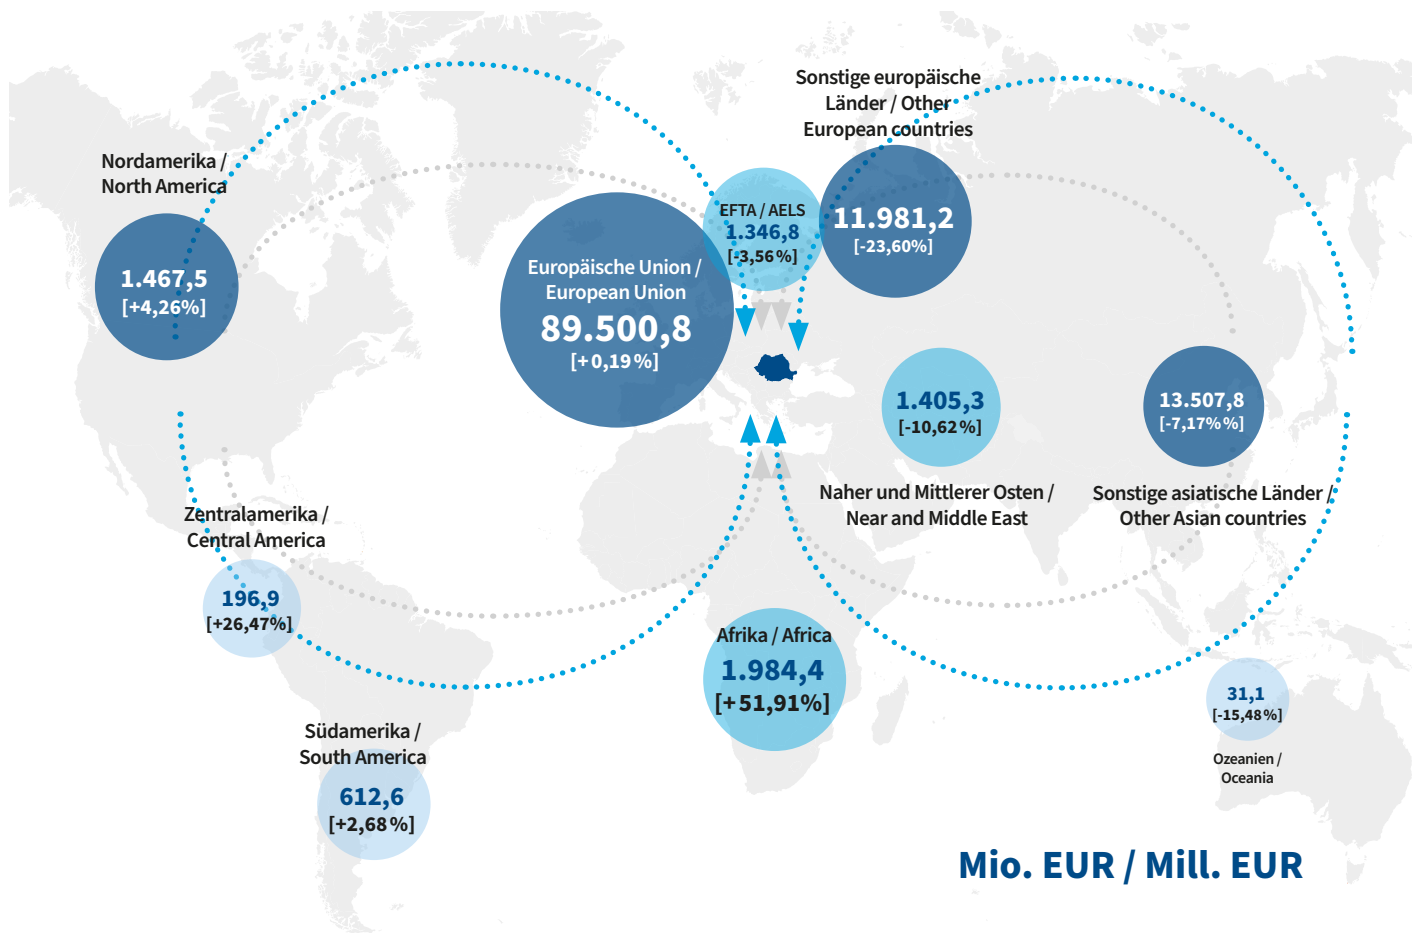 Sonstige europäische
Länder / Other
European countries
11.981,2
[-23,60%]
Nordamerika /
North America
1.467,5
[+4,26%]
EFTA / AELS
1.346,8
[-3,56 %]
Europäische Union /
European Union
89.500,8
[+ 0,19 %]
1.405,3
[-10,62 %]
Naher und Mittlerer Osten /
Near and Middle East
13.507,8
[-7,17% %]
Sonstige asiatische Länder /
Other Asian countries
Zentralamerika /
Central America
196,9
[+26,47%]
Afrika / Africa
1.984,4
[+ 51,91%]
31,1
[-15,48 %]
Ozeanien /
Oceania
Südamerika /
South America
612,6
[+2,68 %]
Mio. EUR / Mill. EUR